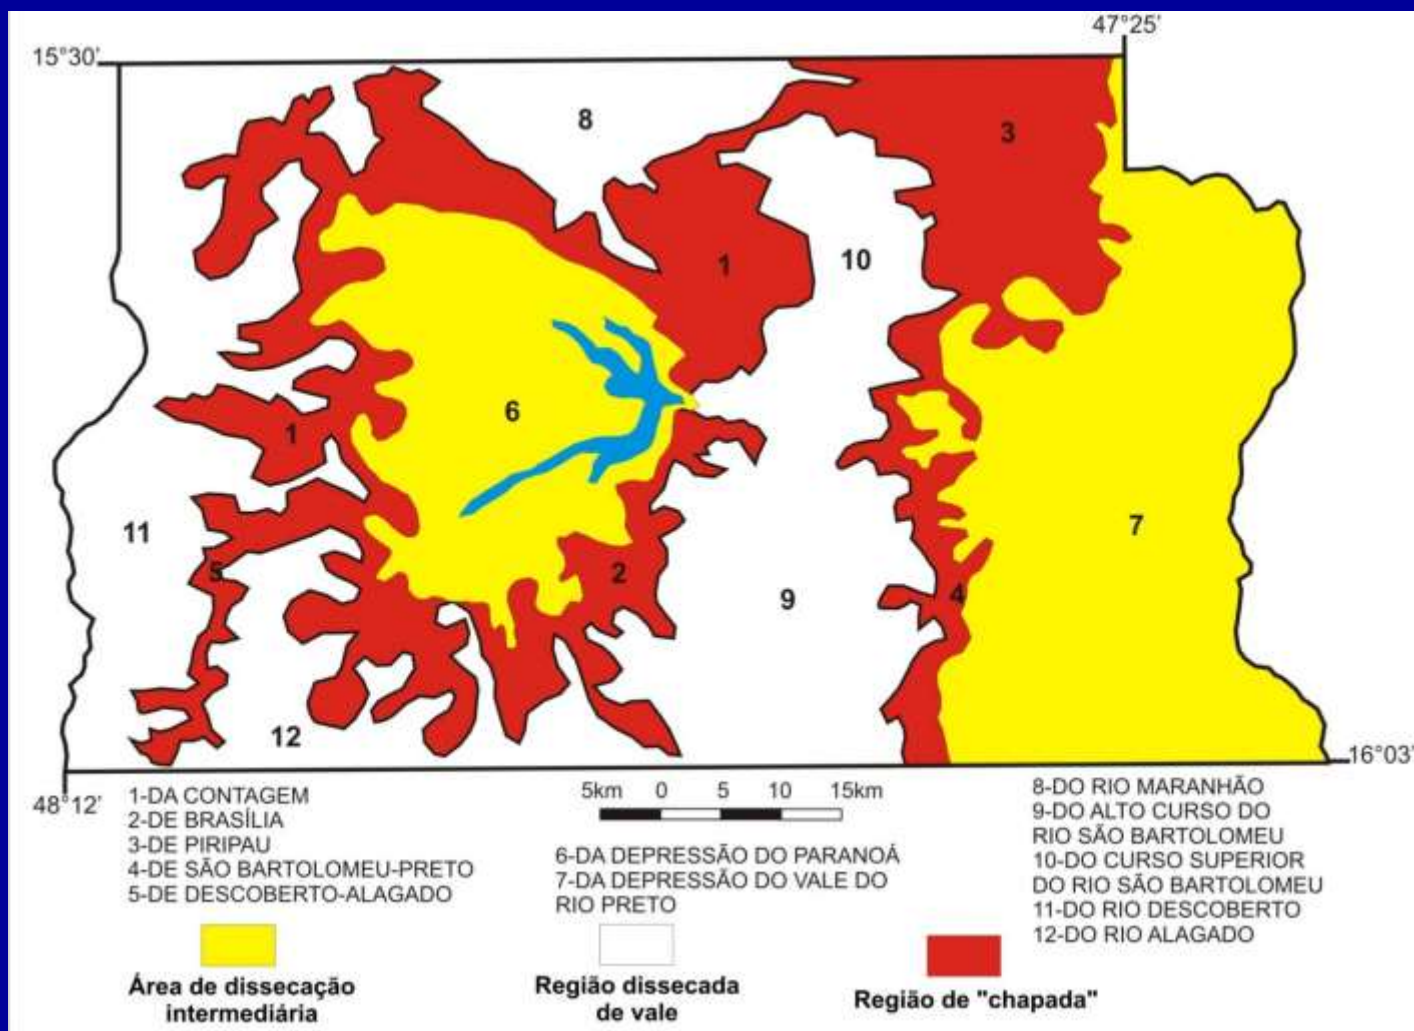 47°25'
15°30'
8
3
1
10
6
1
11
7
5
2
9
4
12
16°03'
48°12'
5km 0 5 10 15km
1-DA CONTAGEM
2-DE BRASÍLIA
3-DE PIRIPAU
4-DE SÃO BARTOLOMEU-PRETO
5-DE DESCOBERTO-ALAGADO
6-DA DEPRESSÃO DO PARANOÁ
7-DA DEPRESSÃO DO VALE DO
RIO PRETO
8-DO RIO MARANHÃO
9-DO ALTO CURSO DO
RIO SÃO BARTOLOMEU
10-DO CURSO SUPERIOR
DO RIO SÃO BARTOLOMEU
11-DO RIO DESCOBERTO
12-DO RIO ALAGADO
Área de dissecação
intermediária
Região dissecada
de vale
Região de "chapada"